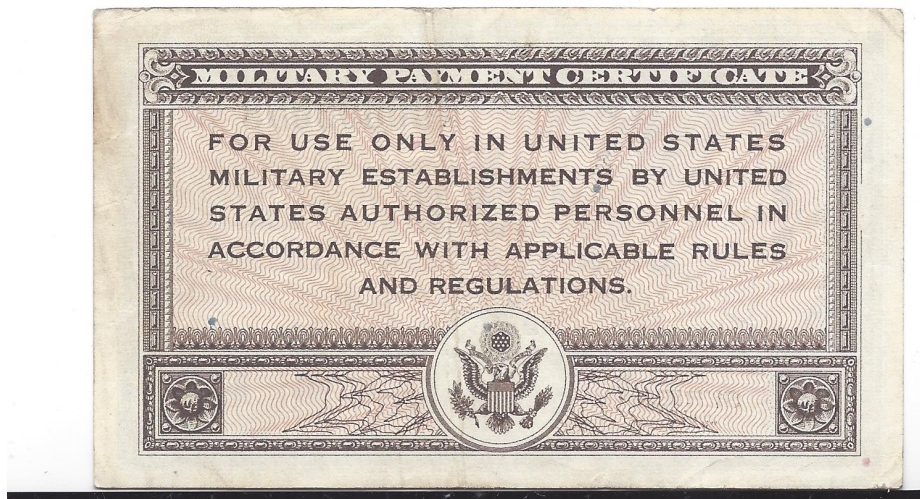 MILITARY PAYMENT CERTIFICATE
FOR USE ONLY IN UNITED STATES
MILITARY ESTABLISHMENTS BY UNITED
STATES AUTHORIZED PERSONNEL IN
ACCORDANCE WITH APPLICABLE RULES
AND REGULATIONS.